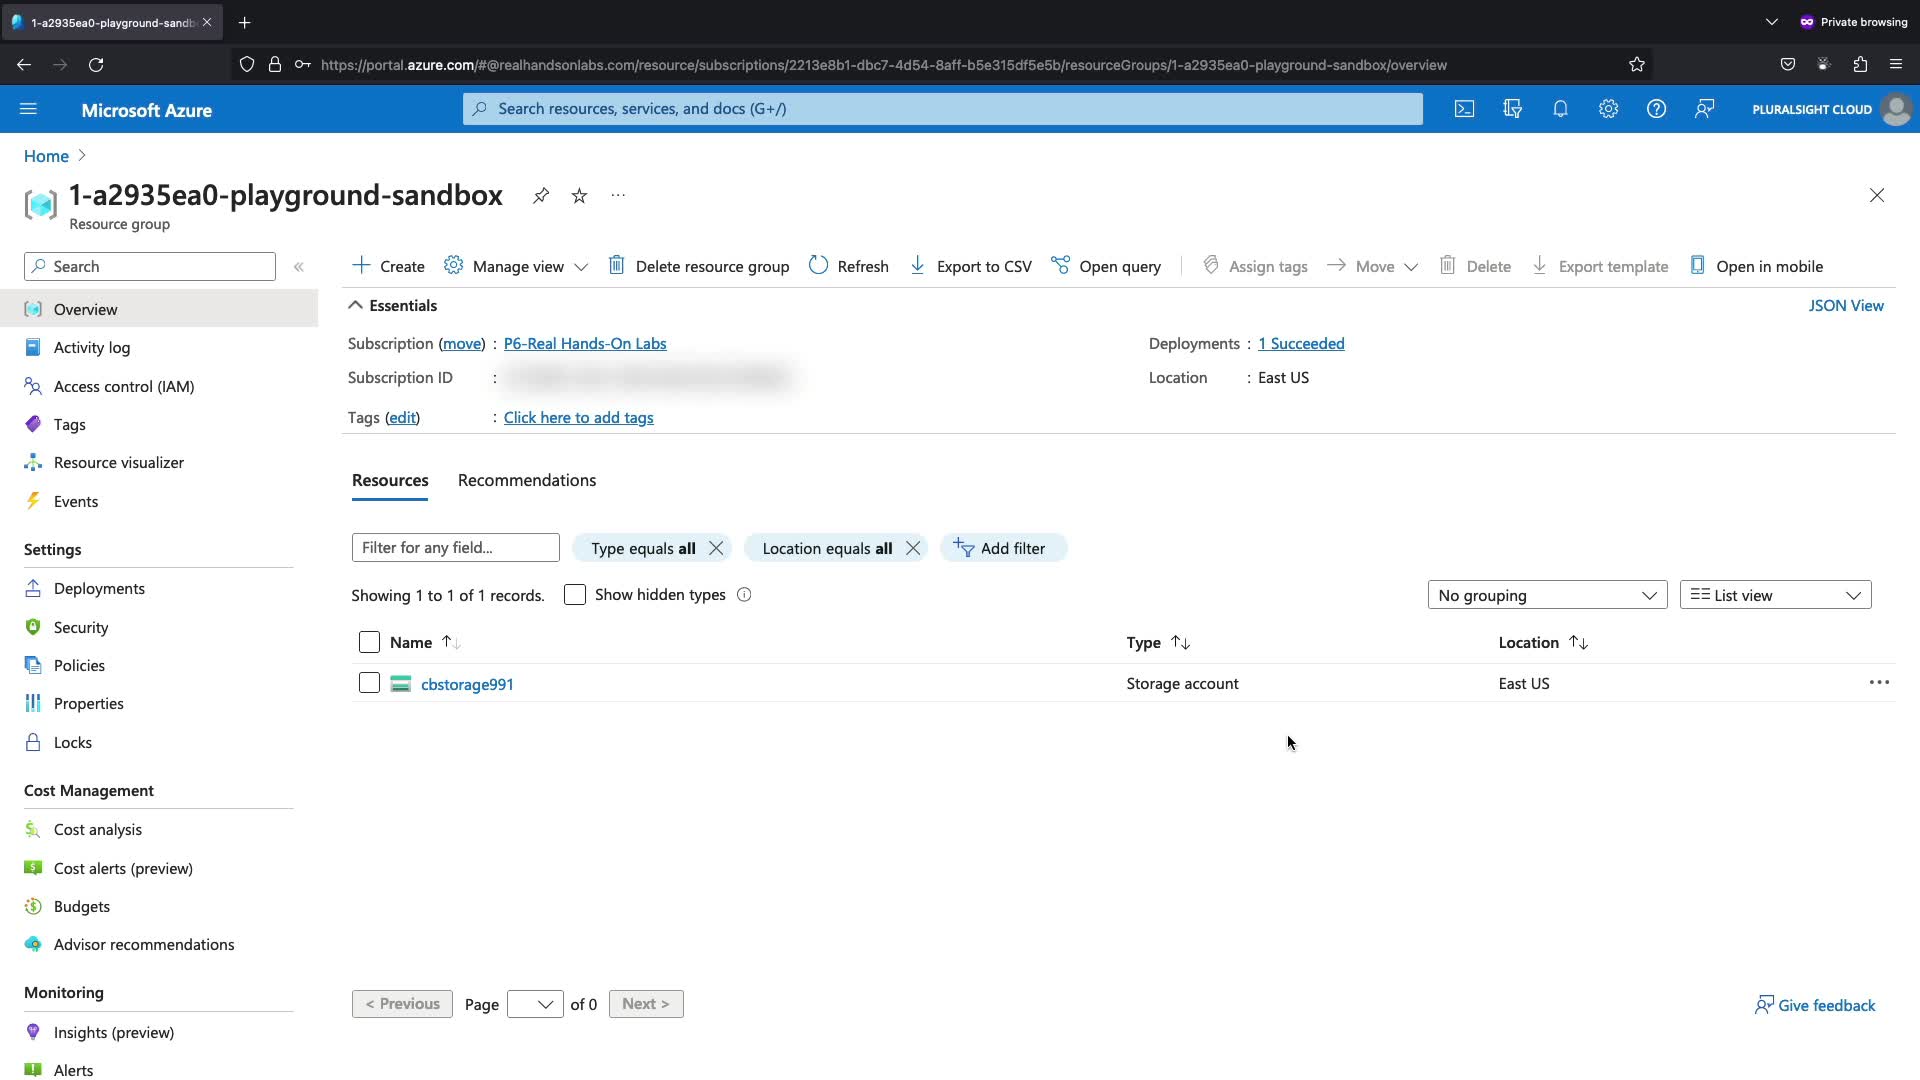 1-a2935ea0-playground-sandb
Private browsing
https://portal.azure.com/#@realhandsonlabs.com/resource/subscriptions/2213e8b1-dbc7-4d54-8aff-b5e315df5e5b/resourceGroups/1-a2935ea0-playground-sandbox/overview
Microsoft Azure
Search resources, services, and docs (G+/)
PLURALSIGHT CLOUD
Home
1-a2935ea0-playground-sandbox
Resource group
Search
Create
Manage view
Delete resource group
Refresh
Export to CSV
Open query
Assign tags
Move
Delete
Export template
Open in mobile
Overview
Activity log
Access control (IAM)
Tags
Resource visualizer
Events
Settings
Deployments
Security
Policies
Properties
Locks
Cost Management
Cost analysis
Cost alerts (preview)
Budgets
Advisor recommendations
Monitoring
Insights (preview)
Alerts
Essentials
JSON View
Subscription (move) : P6-Real Hands-On Labs
Deployments : 1 Succeeded
Subscription ID :
Location : East US
Tags (edit) : Click here to add tags
Resources
Recommendations
Filter for any field...
Type equals all
Location equals all
Add filter
Showing 1 to 1 of 1 records.
Show hidden types
No grouping
List view
Name
Type
Location
cbstorage991
Storage account
East US
< Previous
Page
of 0
Next >
Give feedback